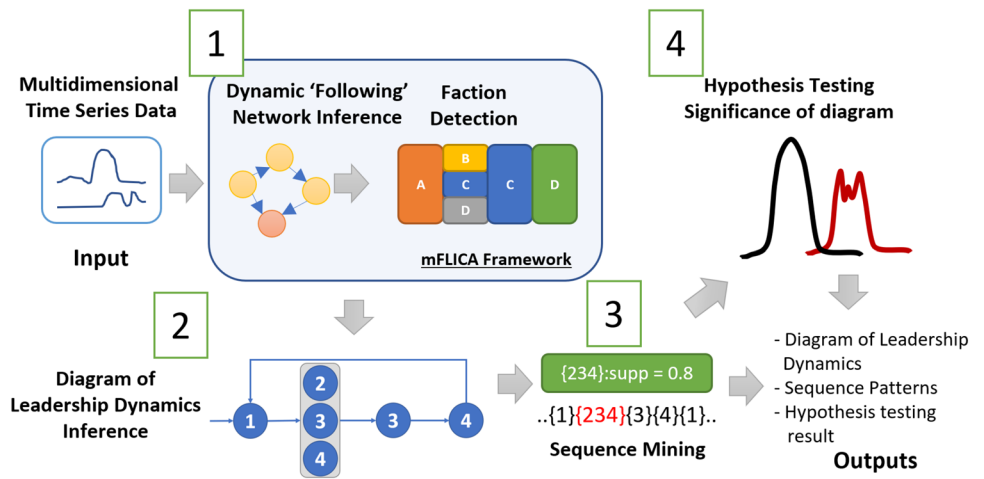 1
Multidimensional
Time Series Data
Input
Dynamic ‘Following’
Network Inference
Faction
Detection
A
B
C
D
C
D
mFLICA Framework
2
Diagram of
Leadership Dynamics
Inference
1
2
3
4
3
4
3
{234}:supp = 0.8
..{1}{234}{3}{4}{1}..
Sequence Mining
4
Hypothesis Testing
Significance of diagram
- Diagram of Leadership
Dynamics
- Sequence Patterns
- Hypothesis testing
result
Outputs